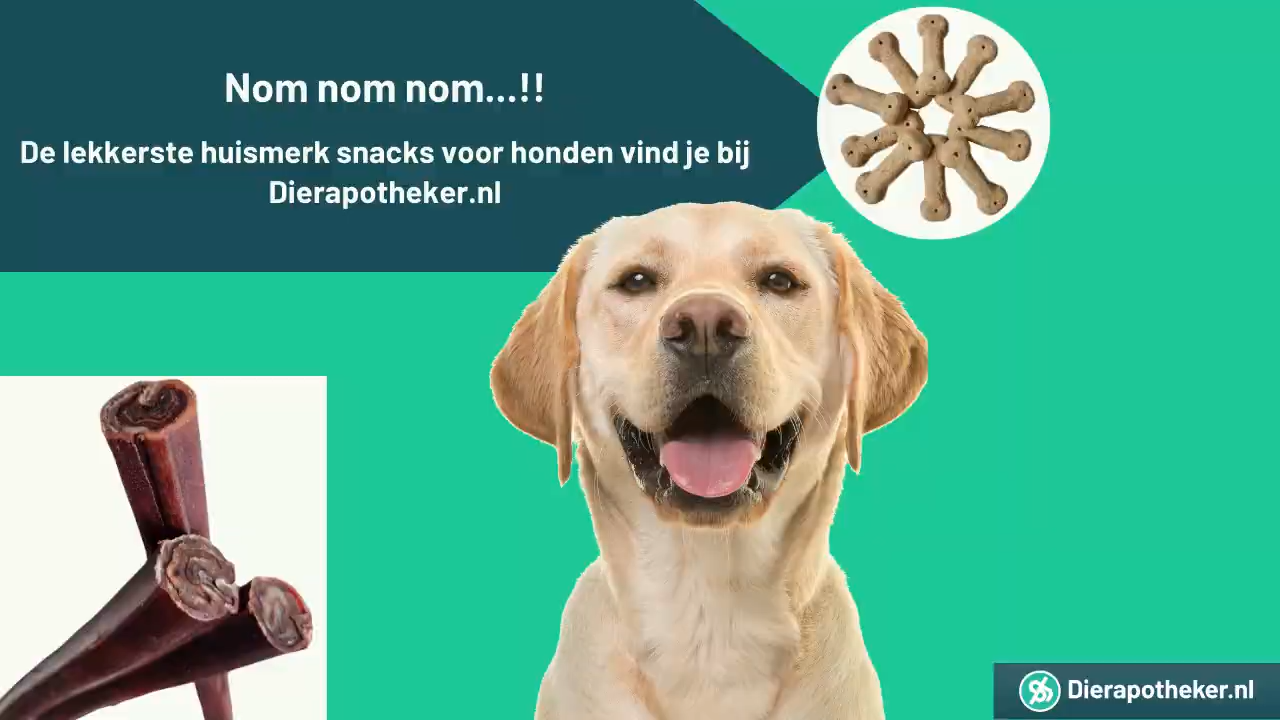 Nom nom nom...!!
De lekkerste huismerk snacks voor honden vind je bij
Dierapotheker.nl
Dierapotheker.nl